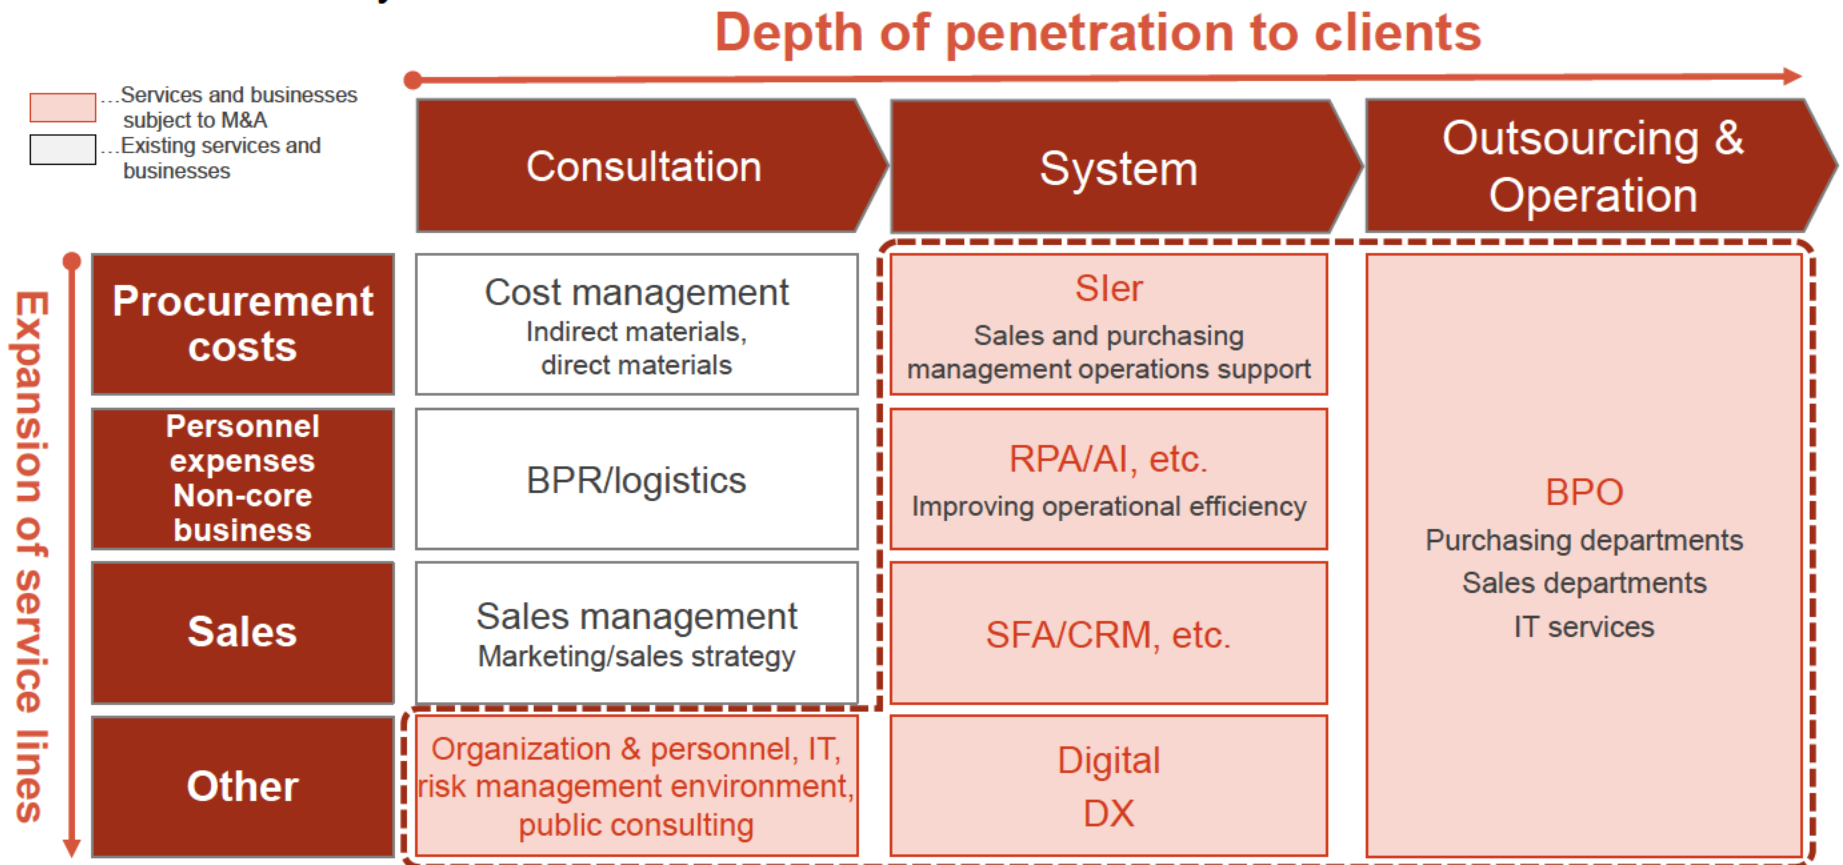 Depth of penetration to clients
…Services and businesses
subject to M&A
…Existing services and
businesses
Consultation
System
Outsourcing &
Operation
Expansion of service lines
Procurement
costs
Cost management
Indirect materials,
direct materials
SIer
Sales and purchasing
management operations support
Personnel
expenses
Non-core
business
BPR/logistics
RPA/AI, etc.
Improving operational efficiency
BPO
Purchasing departments
Sales departments
IT services
Sales
Sales management
Marketing/sales strategy
SFA/CRM, etc.
Other
Organization & personnel, IT,
risk management environment,
public consulting
Digital
DX